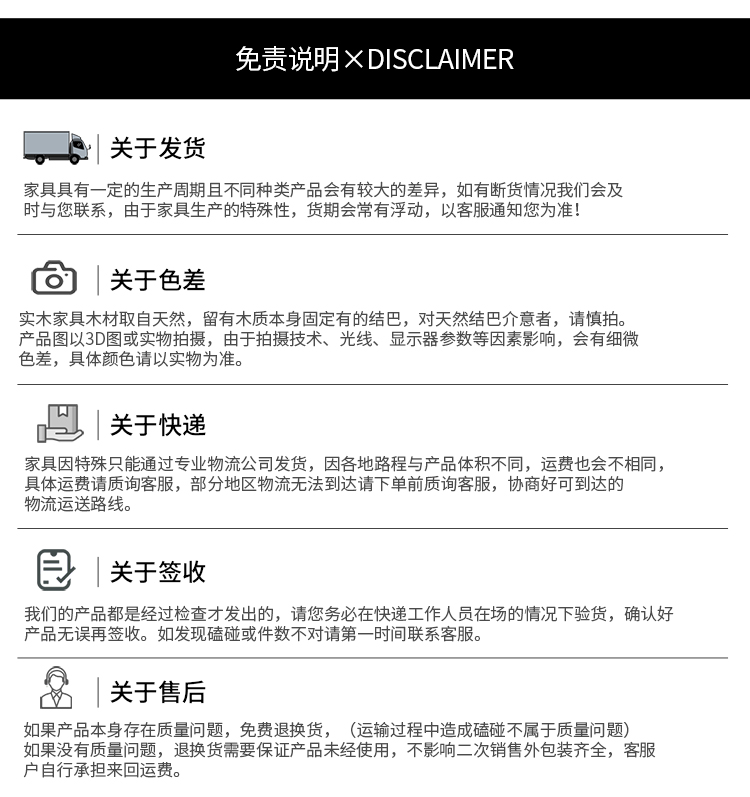 免责说明×DISCLAIMER
关于发货
家具具有一定的生产周期且不同种类产品会有较大的差异，如有断货情况我们会及
时与您联系，由于家具生产的特殊性，货期会常有浮动，以客服通知您为准！
关于色差
实木家具木材取自天然，留有木质本身固定有的结巴，对天然结巴介意者，请慎拍。
产品图以3D图或实物拍摄，由于拍摄技术、光线、显示器参数等因素影响，会有细微
色差，具体颜色请以实物为准。
关于快递
家具因特殊只能通过专业物流公司发货，因各地路程与产品体积不同，运费也会不相同，
具体运费请质询客服，部分地区物流无法到达请下单前质询客服，协商好可到达的
物流运送路线。
关于签收
我们的产品都是经过检查才发出的，请您务必在快递工作人员在场的情况下验货，确认好
产品无误再签收。如发现磕碰或件数不对请第一时间联系客服。
关于售后
如果产品本身存在质量问题，免费退换货，（运输过程中造成磕碰不属于质量问题）
如果没有质量问题，退换货需要保证产品未经使用，不影响二次销售外包装齐全，客服
户自行承担来回运费。